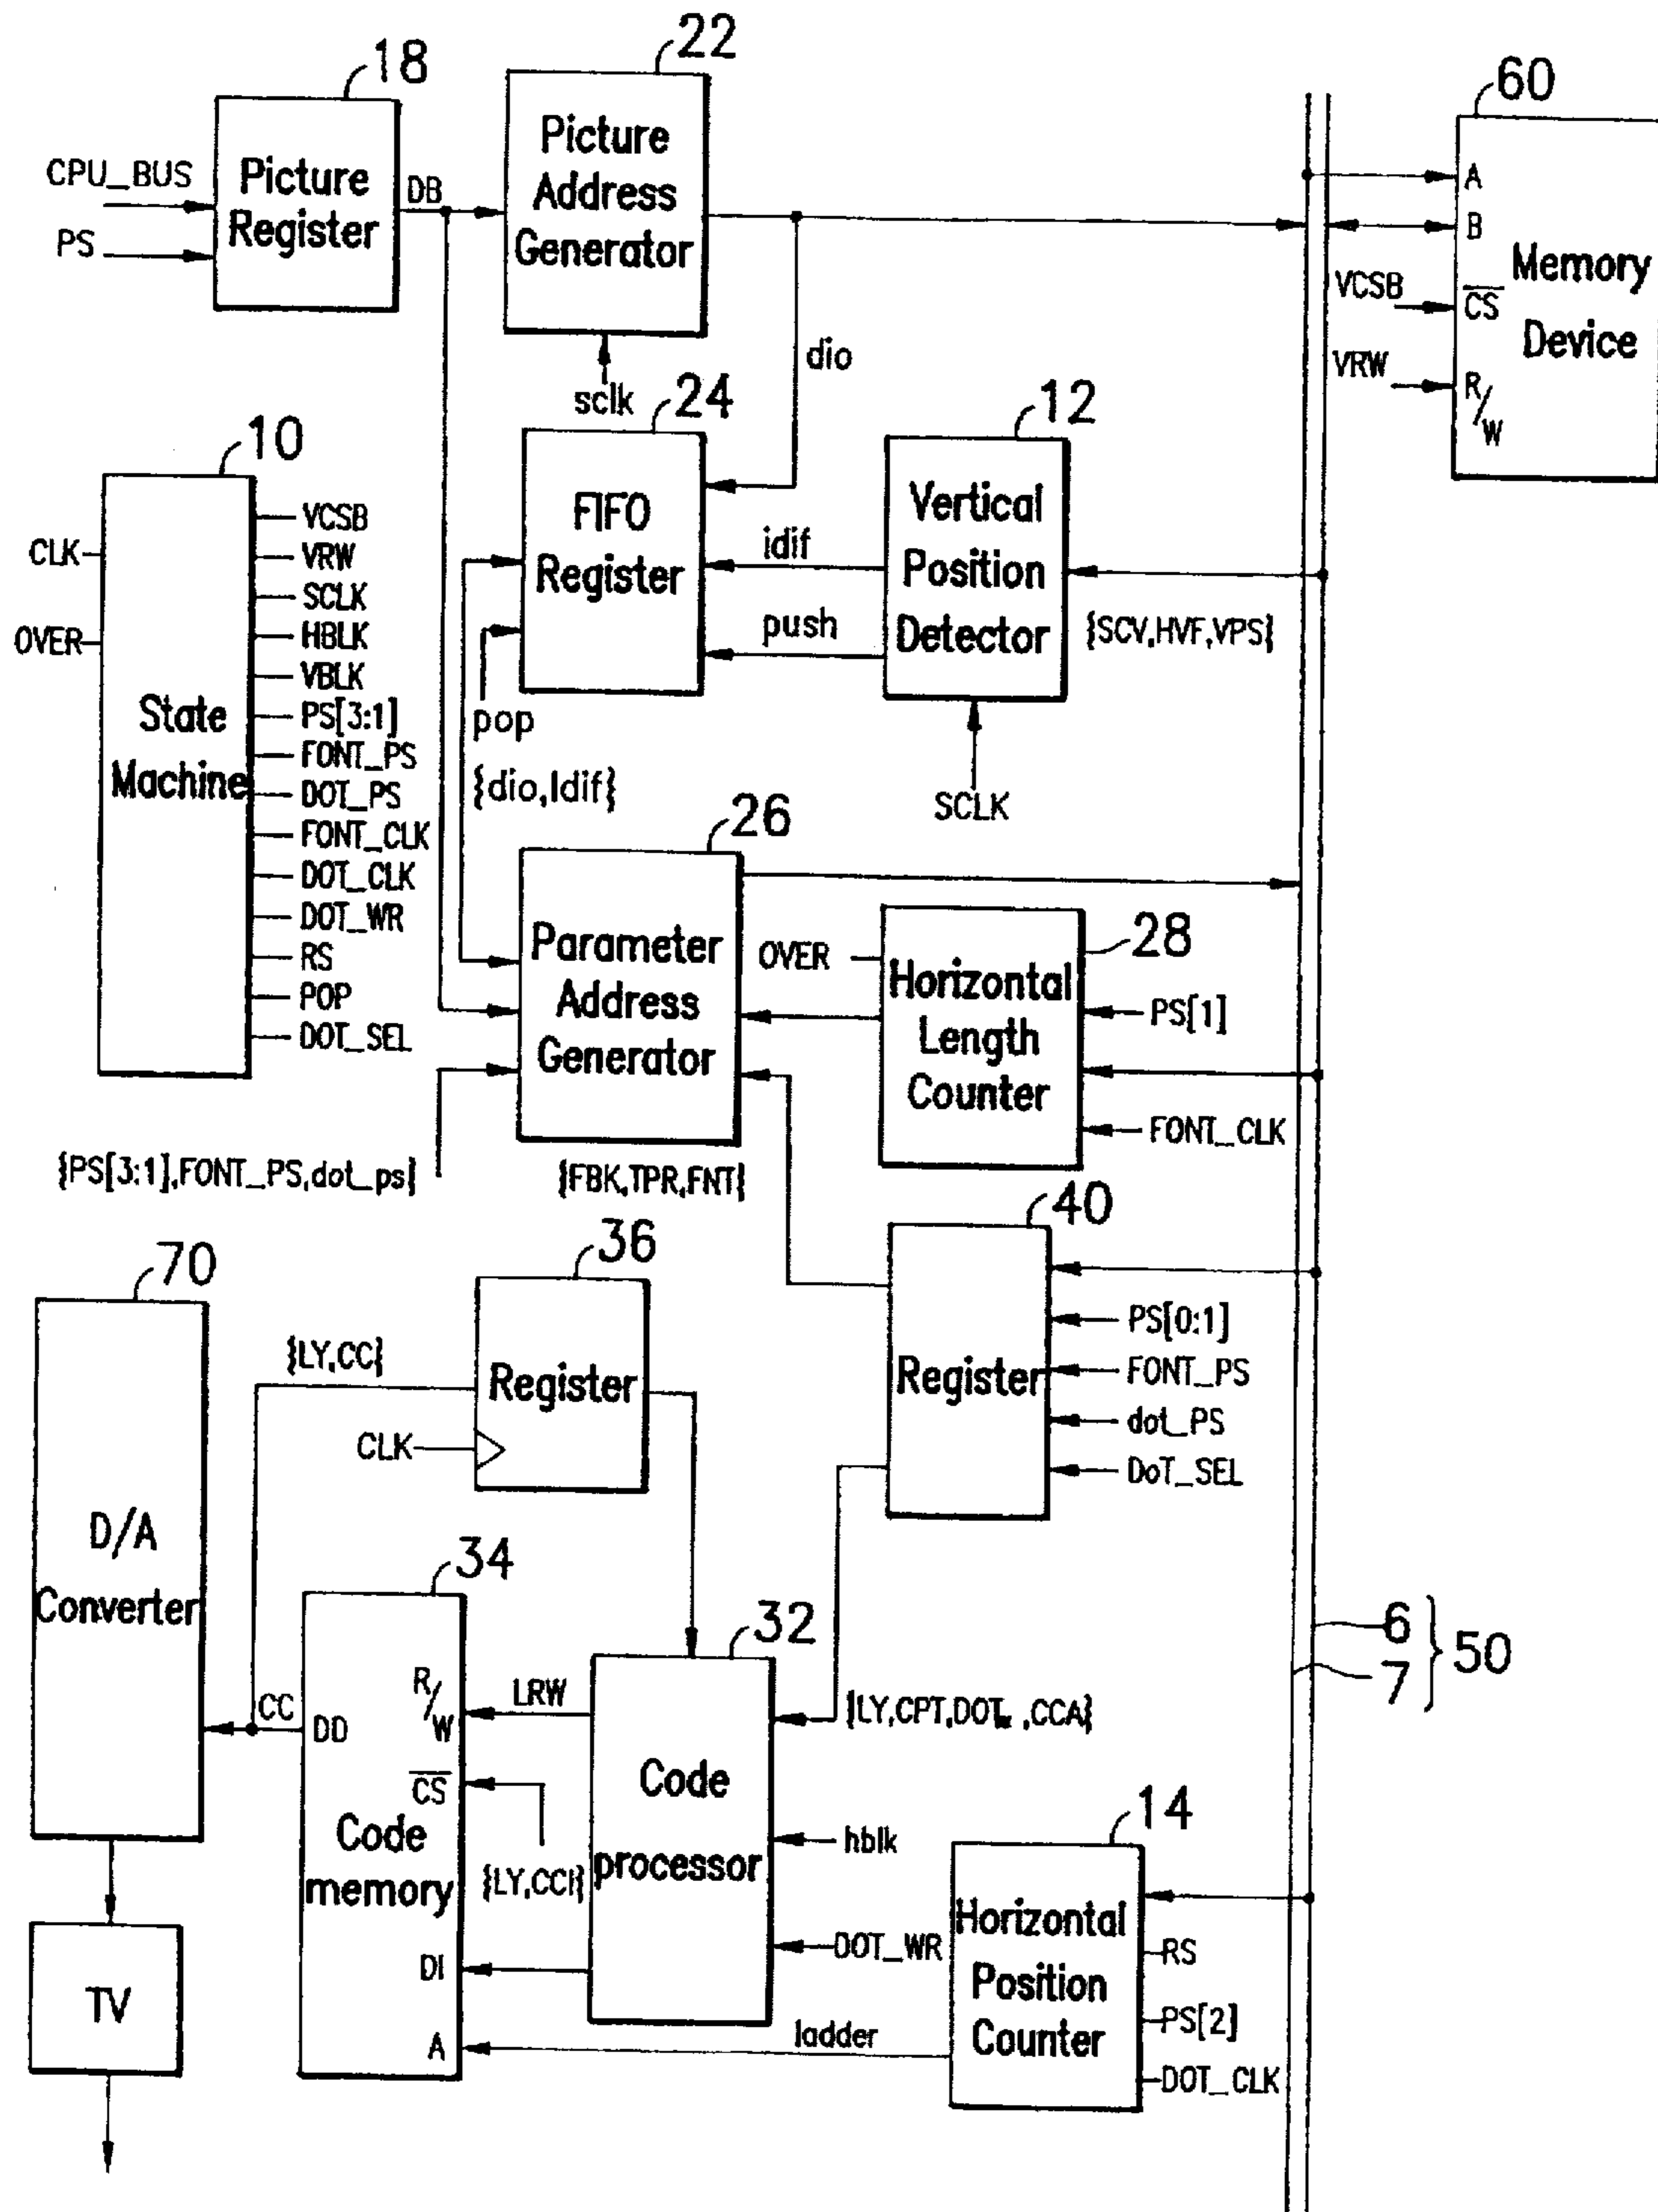 18
CPU_BUS
PS
Picture
Register
DB
22
Picture
Address
Generator
sclk
dio
60
A
B
VCSB
CS
VRW
R/W
Memory
Device
10
CLK
OVER
State
Machine
VCSB
VRW
SCLK
HBLK
VBLK
PS[3:1]
FONT_PS
DOT_PS
FONT_CLK
DOT_CLK
DOT_WR
RS
POP
DOT_SEL
24
FIFO
Register
idif
push
pop
{dio,Idif}
12
Vertical
Position
Detector
{SCV,HVF,VPS}
SCLK
26
Parameter
Address
Generator
{PS[3:1],FONT_PS,dot_ps}
{FBK,TPR,FNT}
28
OVER
Horizontal
Length
Counter
PS[1]
FONT_CLK
40
Register
PS[0:1]
FONT_PS
dot_PS
DoT_SEL
36
{LY,CC}
Register
CLK
70
D/A
Converter
CC
34
DD
R/W
CS
Code
memory
DI
A
LRW
{LY,CCI}
32
Code
processor
{LY,CPT,DOT ,CCA}
hblk
DOT_WR
ladder
14
Horizontal
Position
Counter
RS
PS[2]
DOT_CLK
6
7
50
TV